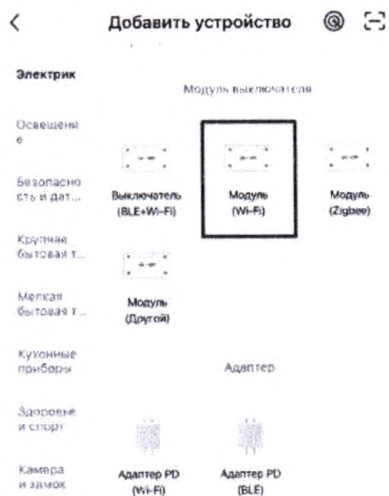 Добавить устройство
Электрик
Освещени
е
Безопасно
сть и дат...
Крупная
бытовая т...
Мелкая
бытовая т...
Кухонные
приборы
Здоровье
и спорт
Камера
и замок
Модуль выключателя
Выключатель
(BLE+Wi-Fi)
Модуль
(Wi-Fi)
Модуль
(Zigbee)
Модуль
(Другой)
Адаптер
Адаптер PD
(Wi-Fi)
Адаптер PD
(BLE)